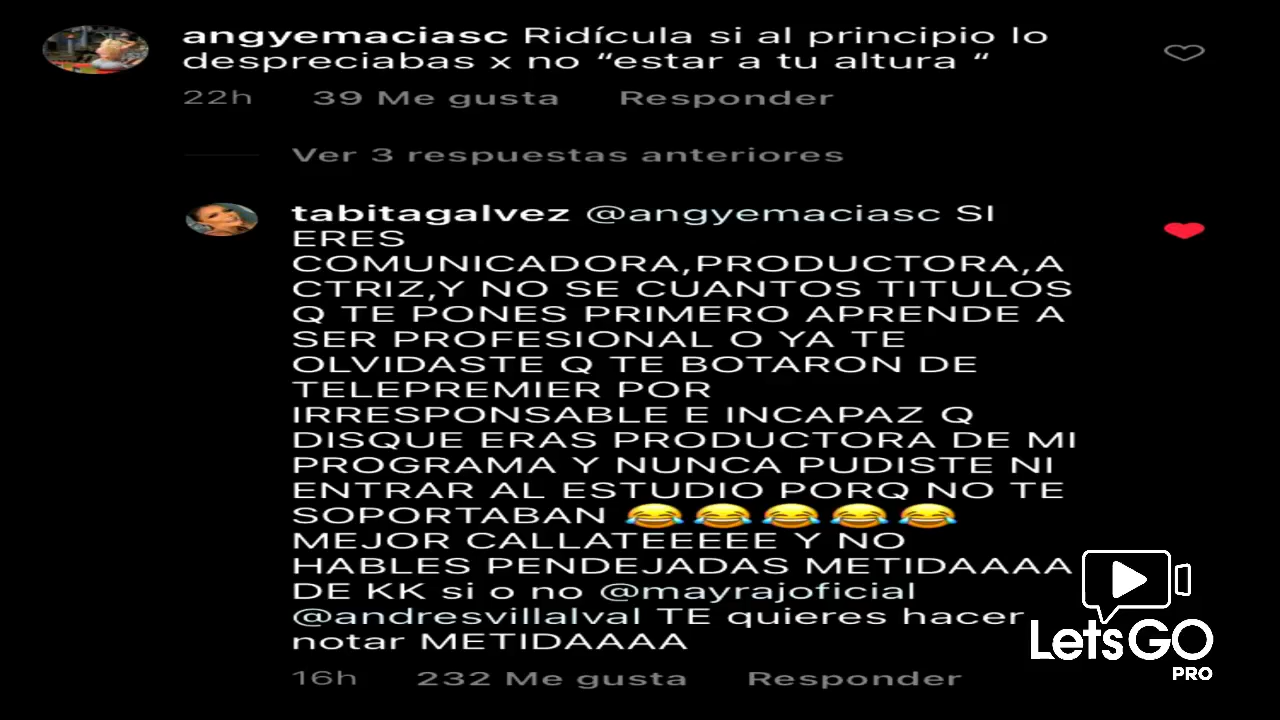 angyemaciasc Ridícula si al principio lo
despreciabas x no “estar a tu altura “
22h 39 Me gusta Responder
Ver 3 respuestas anteriores
tabitagalvez @angyemaciasc SI
ERES
COMUNICADORA,PRODUCTORA,A
CTRIZ,Y NO SE CUANTOS TITULOS
Q TE PONES PRIMERO APRENDE A
SER PROFESIONAL O YA TE
OLVIDASTE Q TE BOTARON DE
TELEPREMIER POR
IRRESPONSABLE E INCAPAZ Q
DISQUE ERAS PRODUCTORA DE MI
PROGRAMA Y NUNCA PUDISTE NI
ENTRAR AL ESTUDIO PORQ NO TE
SOPORTABAN 😂😂😂😂😂
MEJOR CALLATEEEEE Y NO
HABLES PENDEJADAS METIDAAAA
DE KK si o no @mayrajoficial
@andresvillalval TE quieres hacer
notar METIDAAAA
16h 232 Me gusta Responder
LetsGO
PRO